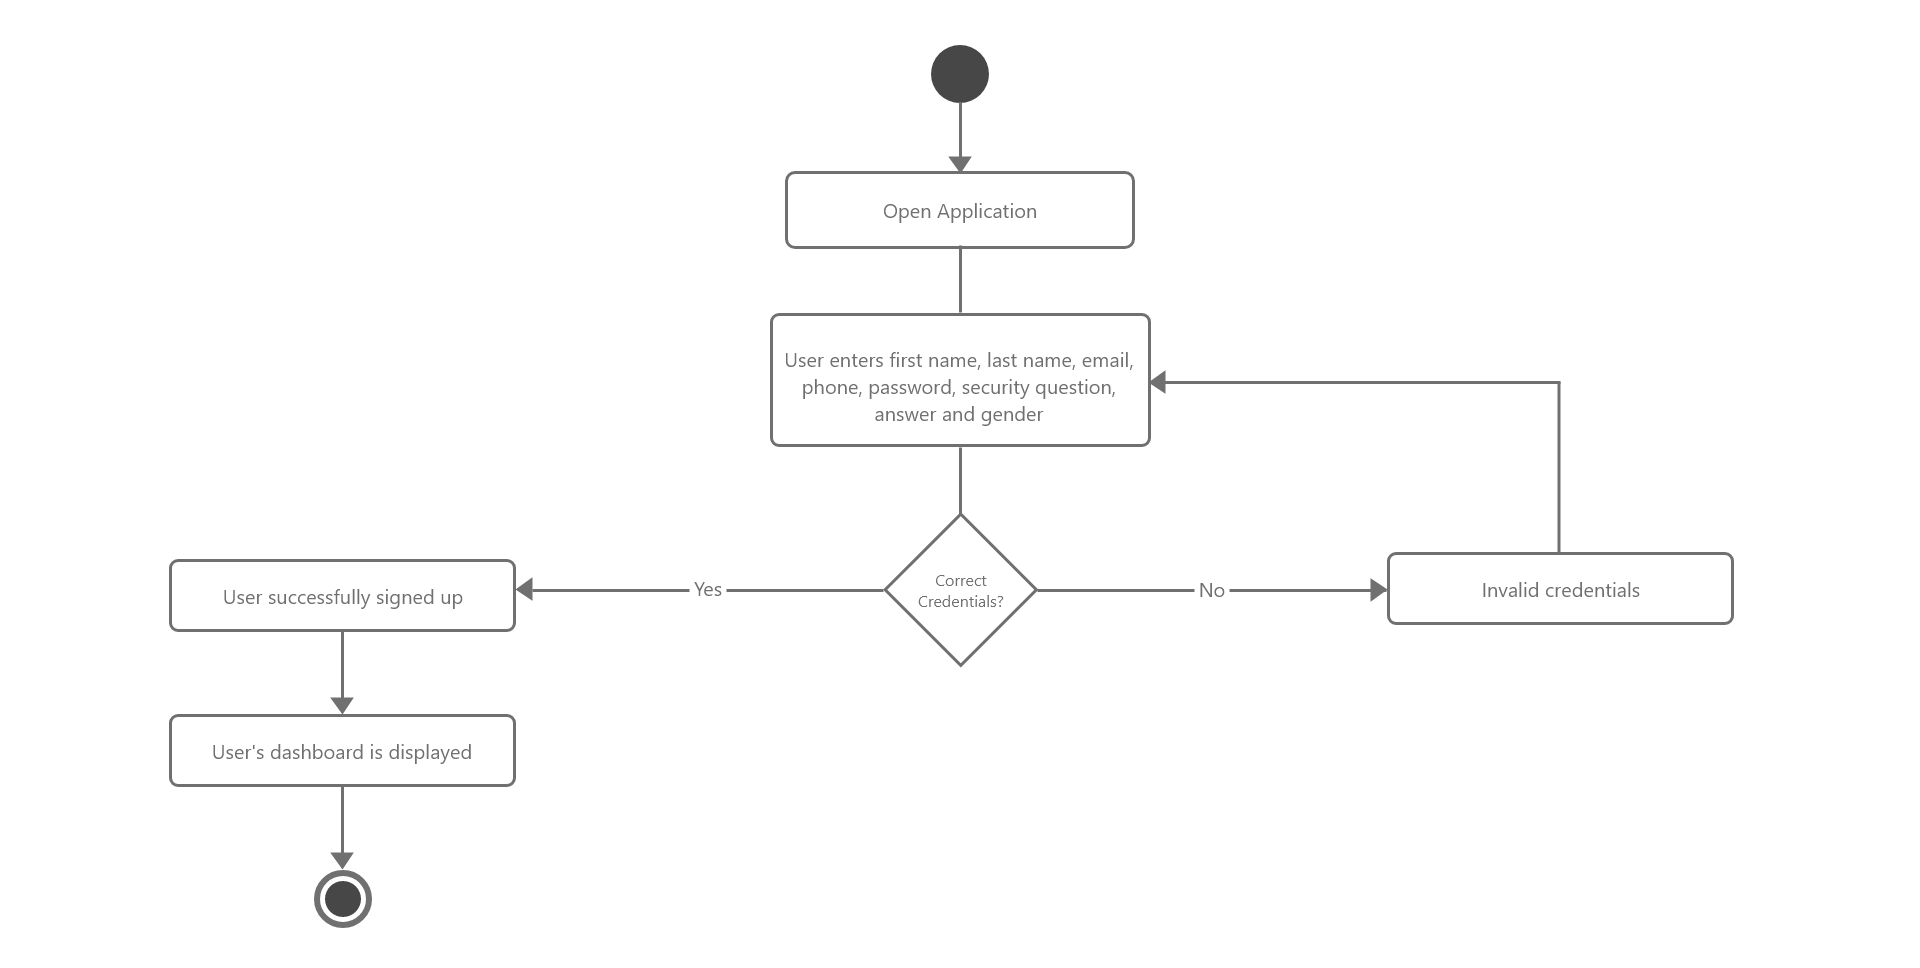 Open Application
User enters first name, last name, email,
phone, password, security question,
answer and gender
Correct
Credentials?
Yes
No
User successfully signed up
Invalid credentials
User's dashboard is displayed